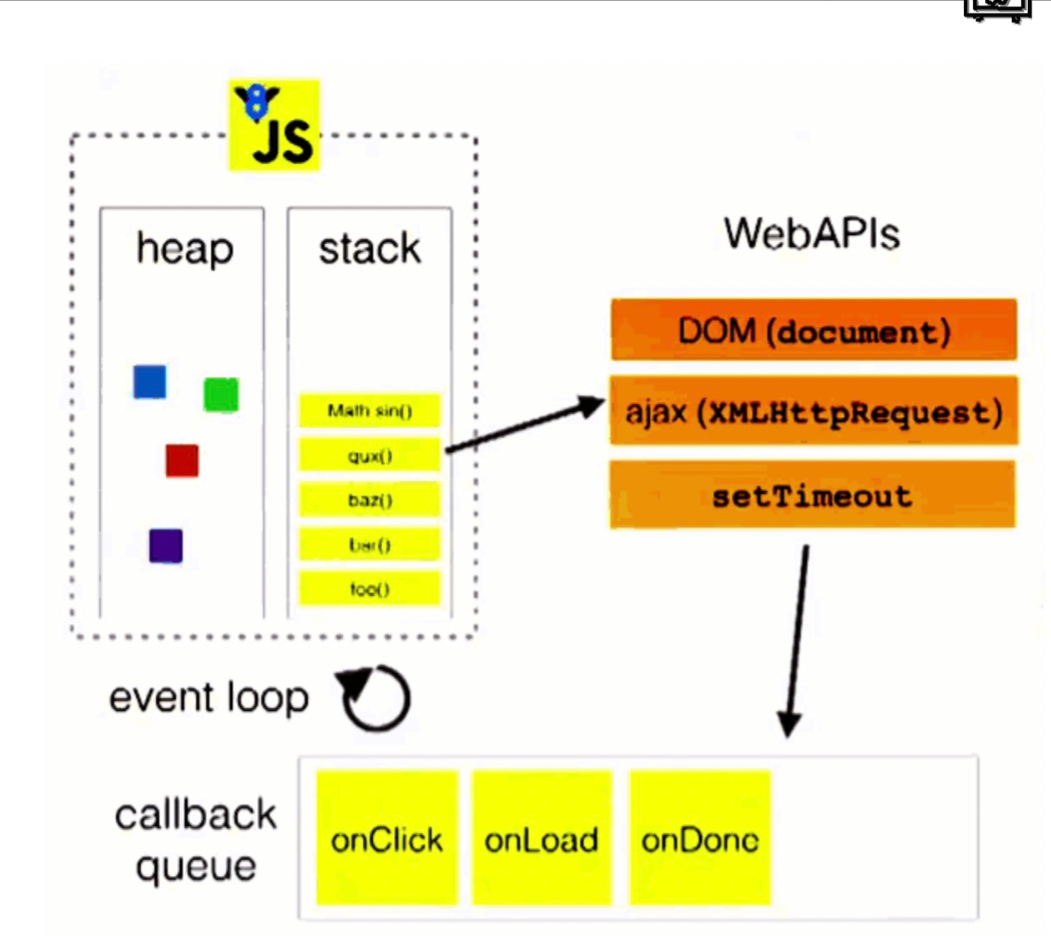 8
JS
heap
stack
WebAPIs
DOM (document)
ajax (XMLHttpRequest)
setTimeout
Math sin()
qux()
baz()
bar()
foo()
event loop
callback
queue
onClick
onLoad
onDone